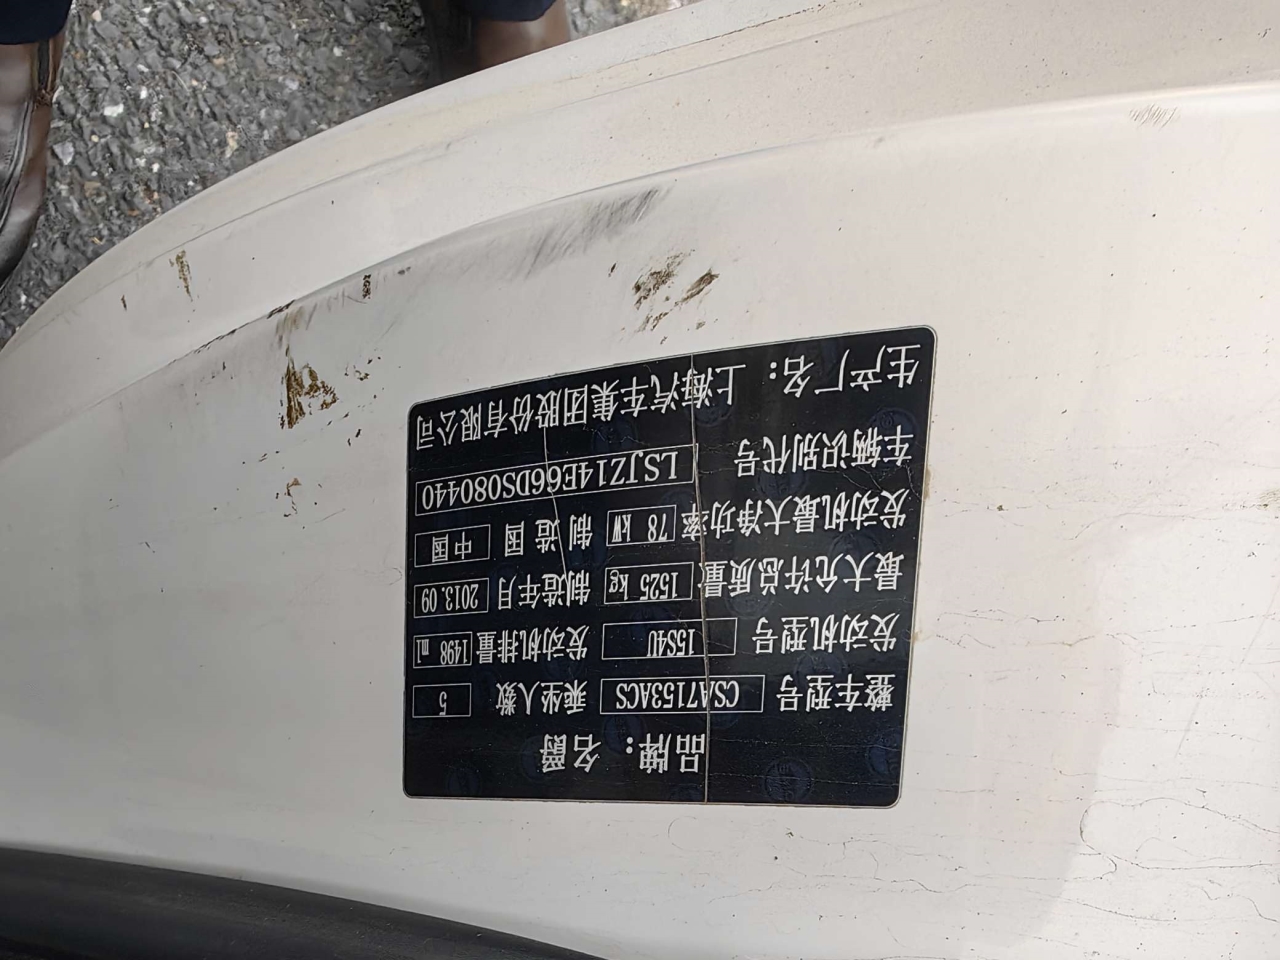 品牌：名爵
整车型号 CSA7153ACS 乘坐人数 5
发动机型号 15S4U 发动机排量 1498 ml
最大允许总质量 1525 kg 制造年月 2013.09
发动机最大净功率 78 kW 制造国 中国
车辆识别代号 LSJZ14E66DS080440
生产厂名：上海汽车集团股份有限公司